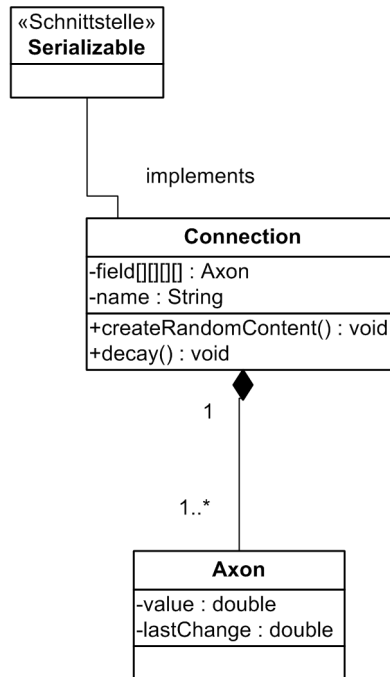 «Schnittstelle»
Serializable
implements
Connection
-field[][][][] : Axon
-name : String
+createRandomContent() : void
+decay() : void
1
1..*
Axon
-value : double
-lastChange : double